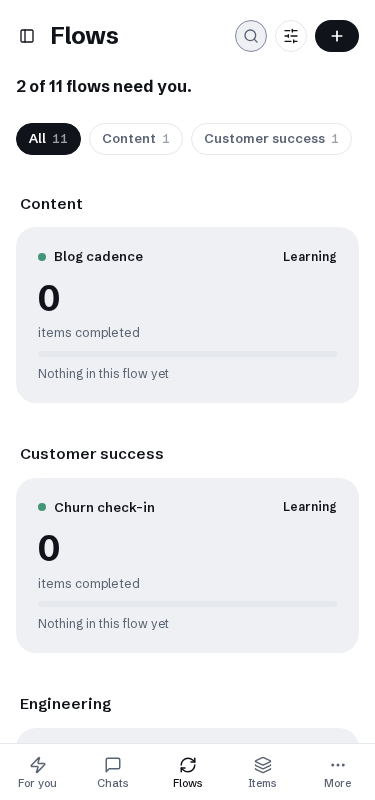 Flows
2 of 11 flows need you.
All 11
Content 1
Customer success 1
Content
Blog cadence
Learning
0
items completed
Nothing in this flow yet
Customer success
Churn check-in
Learning
0
items completed
Nothing in this flow yet
Engineering
For you
Chats
Flows
Items
More